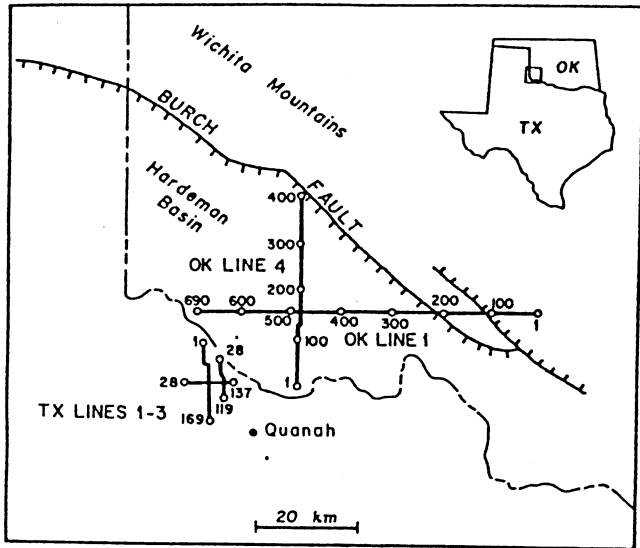 Wichita
Mountains
OK
TX
BURCH
FAULT
Hardeman
Basin
400
300
OK LINE 4
200
690 600 500 400 300 200 100 1
100
OK LINE 1
1
1
28
28
137
119
TX LINES 1-3
169
Quanah
20 km